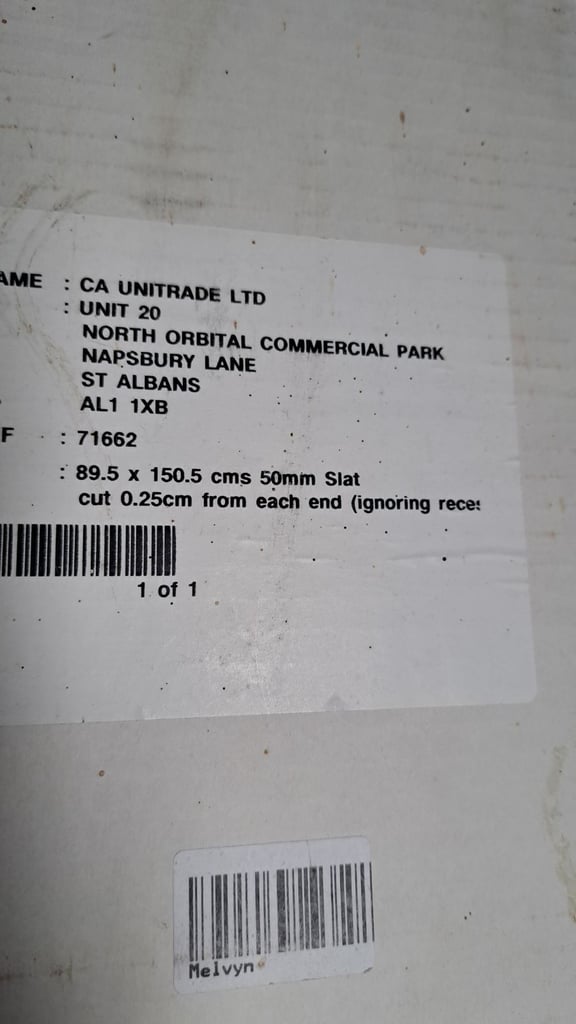 AME : CA UNITRADE LTD
: UNIT 20
NORTH ORBITAL COMMERCIAL PARK
NAPSBURY LANE
ST ALBANS
AL1 1XB
F : 71662
: 89.5 x 150.5 cms 50mm Slat
cut 0.25cm from each end (ignoring reces
1 of 1
Melvyn